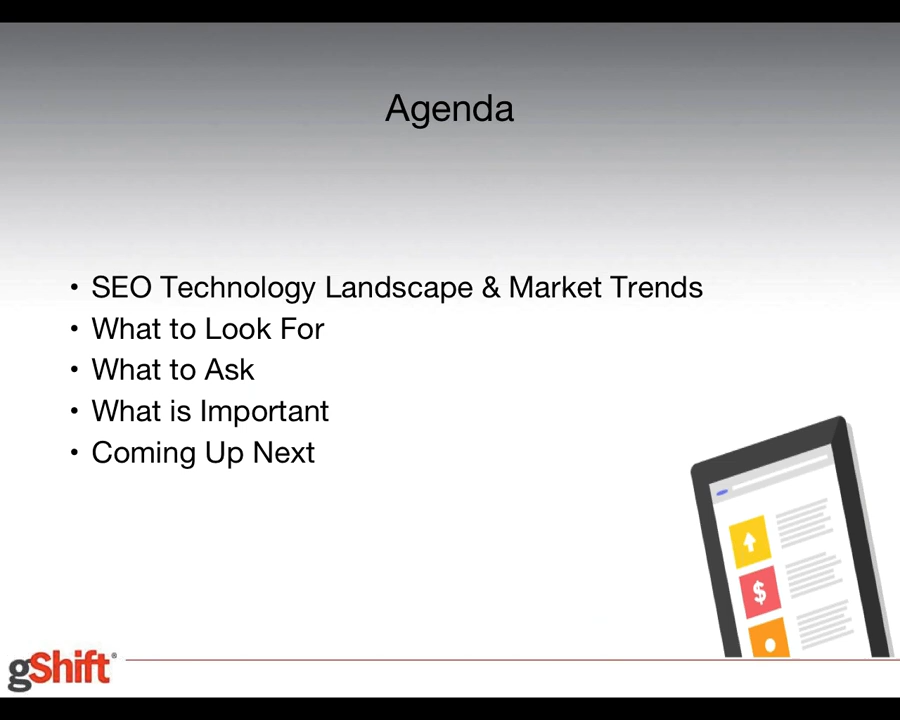 Agenda
• SEO Technology Landscape & Market Trends
• What to Look For
• What to Ask
• What is Important
• Coming Up Next
$
gShift®